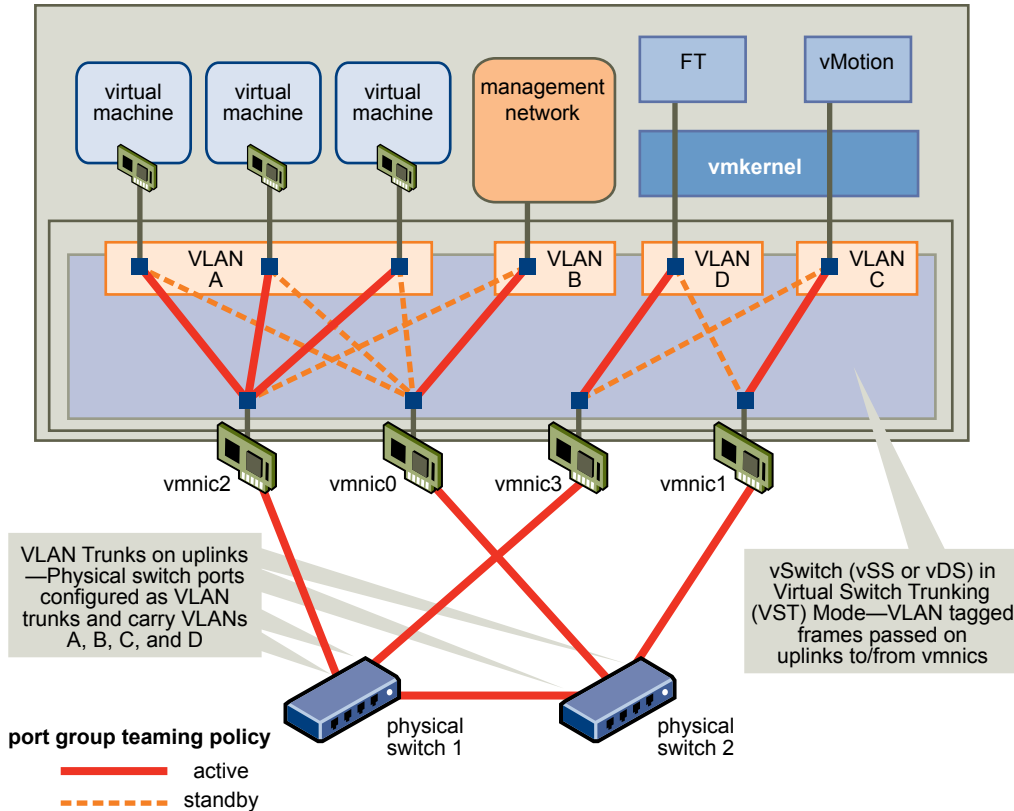 virtual
machine
virtual
machine
virtual
machine
management
network
FT
vMotion
vmkernel
VLAN
A
VLAN
B
VLAN
D
VLAN
C
vmnic2
vmnic0
vmnic3
vmnic1
VLAN Trunks on uplinks
—Physical switch ports
configured as VLAN
trunks and carry VLANs
A, B, C, and D
vSwitch (vSS or vDS) in
Virtual Switch Trunking
(VST) Mode—VLAN tagged
frames passed on
uplinks to/from vmnics
physical
switch 1
physical
switch 2
port group teaming policy
active
standby